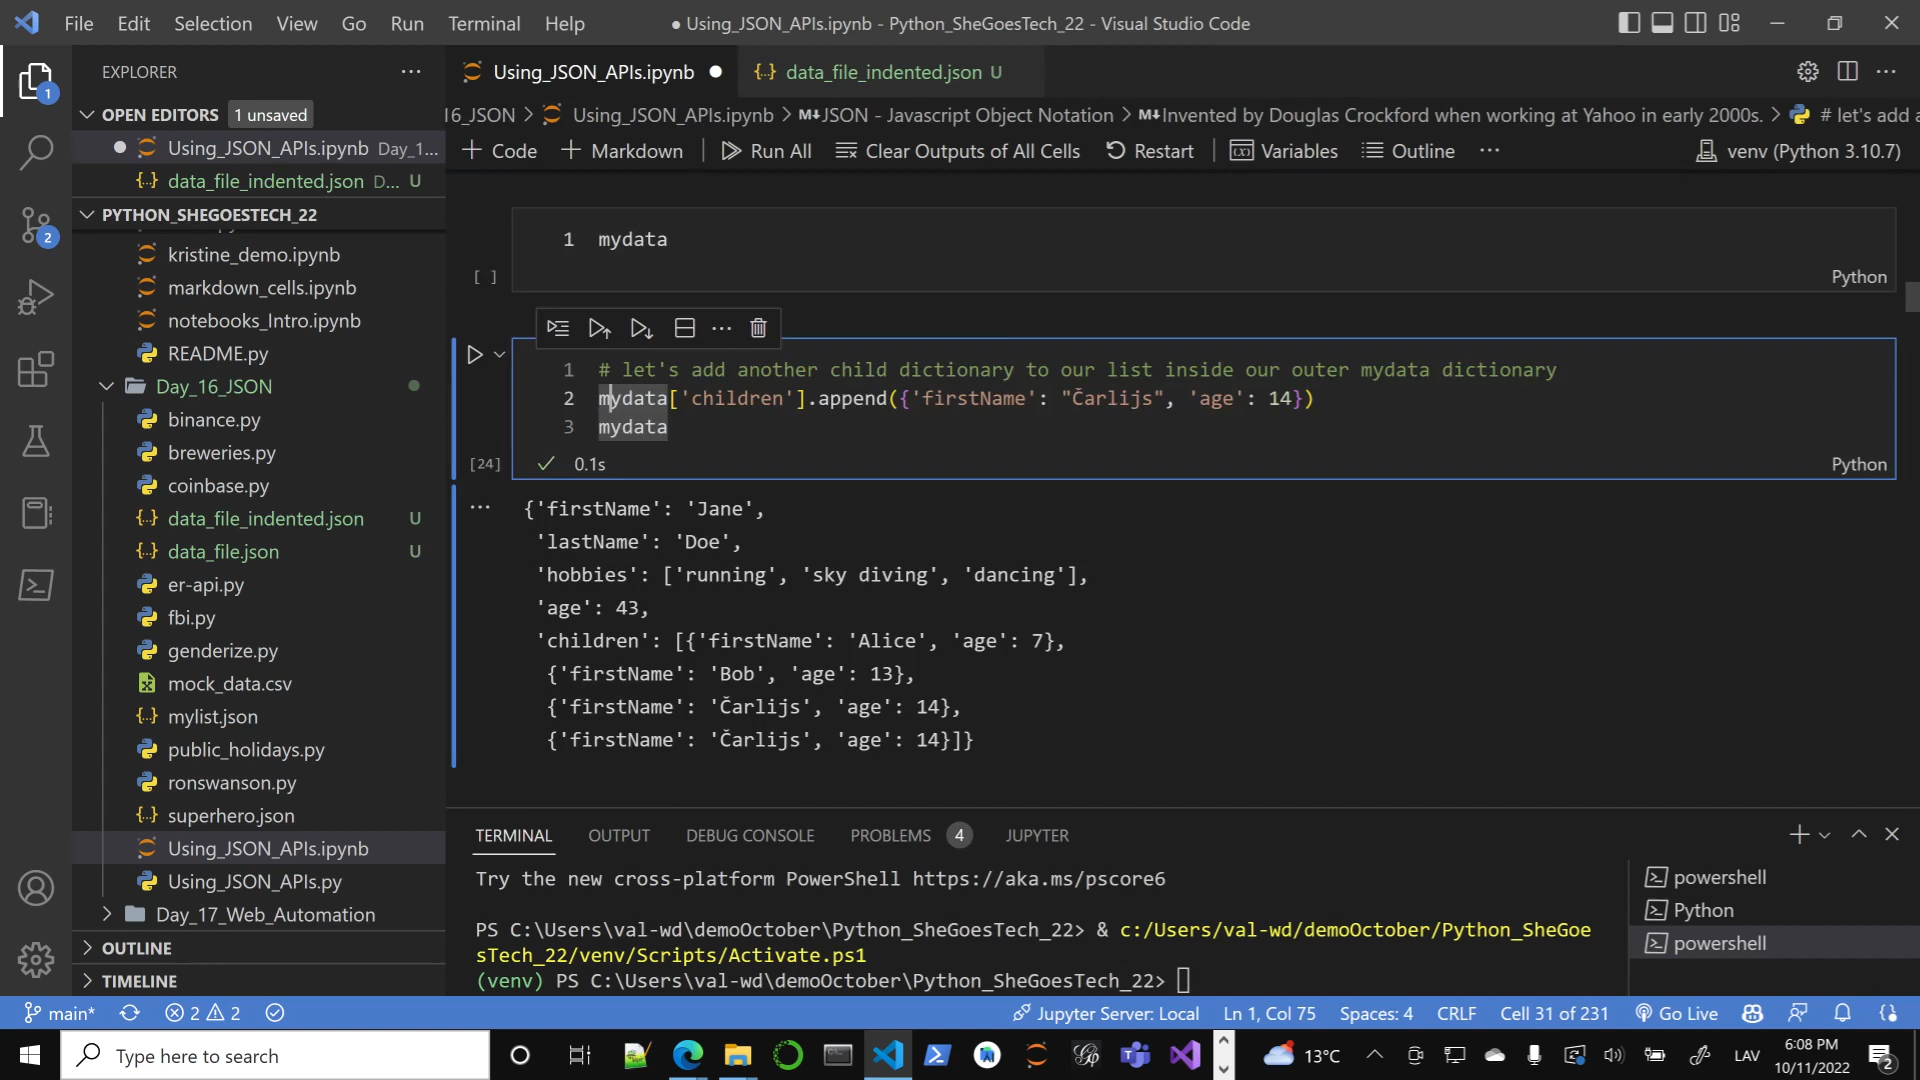 File Edit Selection View Go Run Terminal Help
● Using_JSON_APIs.ipynb - Python_SheGoesTech_22 - Visual Studio Code
EXPLORER
OPEN EDITORS 1 unsaved
Using_JSON_APIs.ipynb Day_1...
data_file_indented.json D... U
PYTHON_SHEGOESTECH_22
kristine_demo.ipynb
markdown_cells.ipynb
notebooks_Intro.ipynb
README.py
Day_16_JSON
binance.py
breweries.py
coinbase.py
data_file_indented.json U
data_file.json U
er-api.py
fbi.py
genderize.py
mock_data.csv
mylist.json
public_holidays.py
ronswanson.py
superhero.json
Using_JSON_APIs.ipynb
Using_JSON_APIs.py
Day_17_Web_Automation
OUTLINE
TIMELINE
1
2
Using_JSON_APIs.ipynb
data_file_indented.json U
16_JSON > Using_JSON_APIs.ipynb > M↓JSON - Javascript Object Notation > M↓Invented by Douglas Crockford when working at Yahoo in early 2000s. > # let's add a
+ Code + Markdown Run All Clear Outputs of All Cells Restart Variables Outline ... venv (Python 3.10.7)
1 mydata
[ ] Python
1 # let's add another child dictionary to our list inside our outer mydata dictionary
2 mydata['children'].append({'firstName': "Čarlijs", 'age': 14})
3 mydata
[24] ✓ 0.1s Python
{'firstName': 'Jane',
'lastName': 'Doe',
'hobbies': ['running', 'sky diving', 'dancing'],
'age': 43,
'children': [{'firstName': 'Alice', 'age': 7},
{'firstName': 'Bob', 'age': 13},
{'firstName': 'Čarlijs', 'age': 14},
{'firstName': 'Čarlijs', 'age': 14}]}
TERMINAL OUTPUT DEBUG CONSOLE PROBLEMS 4 JUPYTER
Try the new cross-platform PowerShell https://aka.ms/pscore6
PS C:\Users\val-wd\demoOctober\Python_SheGoesTech_22> & c:/Users/val-wd/demoOctober/Python_SheGoe
sTech_22/venv/Scripts/Activate.ps1
(venv) PS C:\Users\val-wd\demoOctober\Python_SheGoesTech_22>
powershell
Python
powershell
main* 2 2 Jupyter Server: Local Ln 1, Col 75 Spaces: 4 CRLF Cell 31 of 231 Go Live
Type here to search
13°C
LAV
6:08 PM
10/11/2022
2